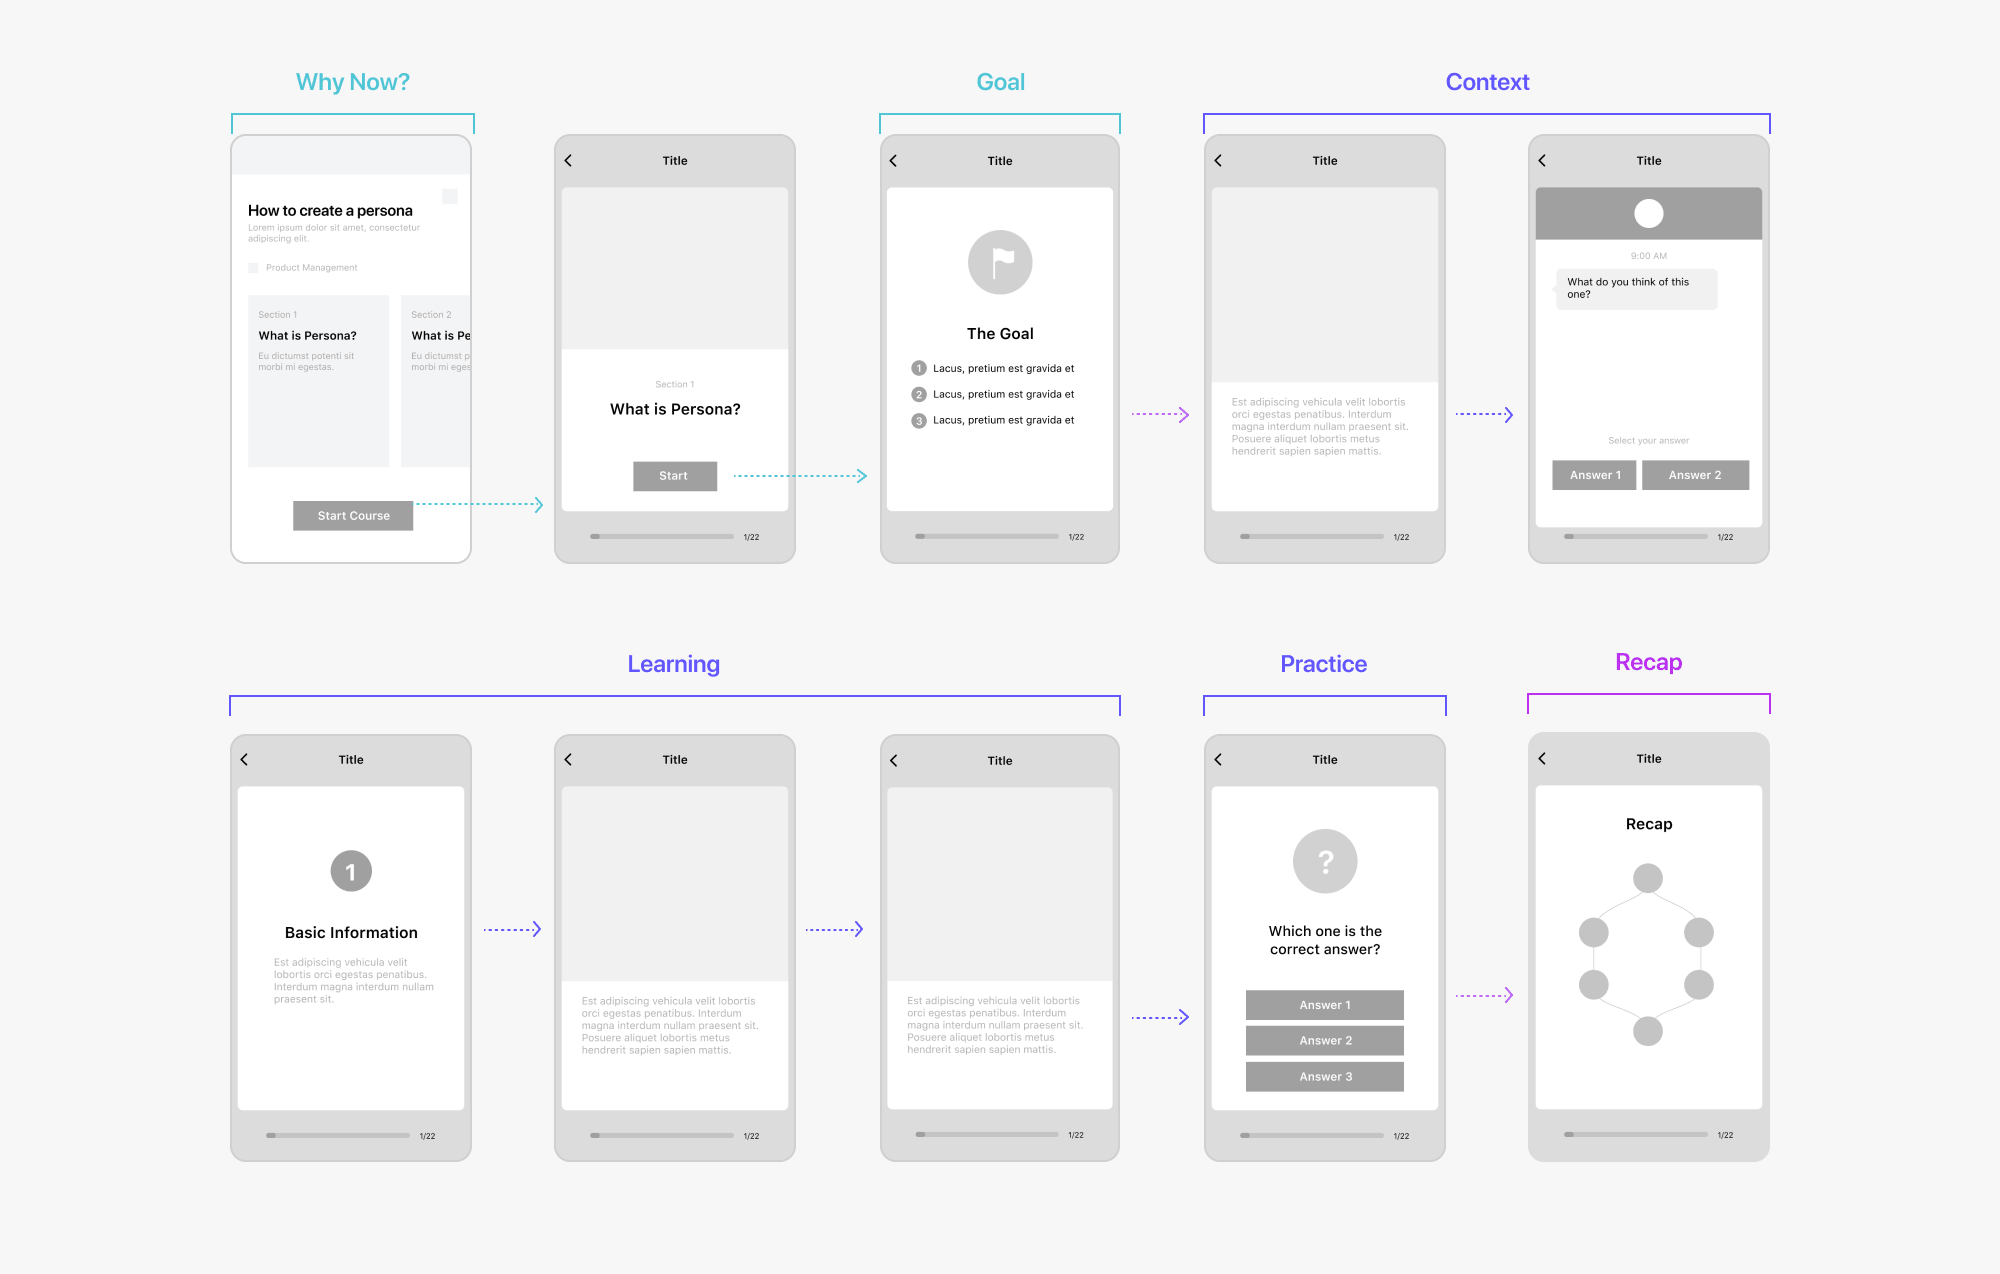 Why Now?
Goal
Context
How to create a persona
Lorem ipsum dolor sit amet, consectetur
adipiscing elit.
Product Management
Section 1
What is Persona?
Eu dictumst potenti sit
morbi mi egestas.
Section 2
What is Pe
Eu dictumst p
morbi mi eges
Start Course
Title
Section 1
What is Persona?
Start
1/22
Title
The Goal
1 Lacus, pretium est gravida et
2 Lacus, pretium est gravida et
3 Lacus, pretium est gravida et
1/22
Title
Est adipiscing vehicula velit lobortis
orci egestas penatibus. Interdum
magna interdum nullam praesent sit.
Posuere aliquet lobortis metus
hendrerit sapien sapien mattis.
1/22
Title
9:00 AM
What do you think of this
one?
Select your answer
Answer 1
Answer 2
1/22
Learning
Practice
Recap
Title
1
Basic Information
Est adipiscing vehicula velit
lobortis orci egestas penatibus.
Interdum magna interdum nullam
praesent sit.
1/22
Title
Est adipiscing vehicula velit lobortis
orci egestas penatibus. Interdum
magna interdum nullam praesent sit.
Posuere aliquet lobortis metus
hendrerit sapien sapien mattis.
1/22
Title
Est adipiscing vehicula velit lobortis
orci egestas penatibus. Interdum
magna interdum nullam praesent sit.
Posuere aliquet lobortis metus
hendrerit sapien sapien mattis.
1/22
Title
?
Which one is the
correct answer?
Answer 1
Answer 2
Answer 3
1/22
Title
Recap
1/22